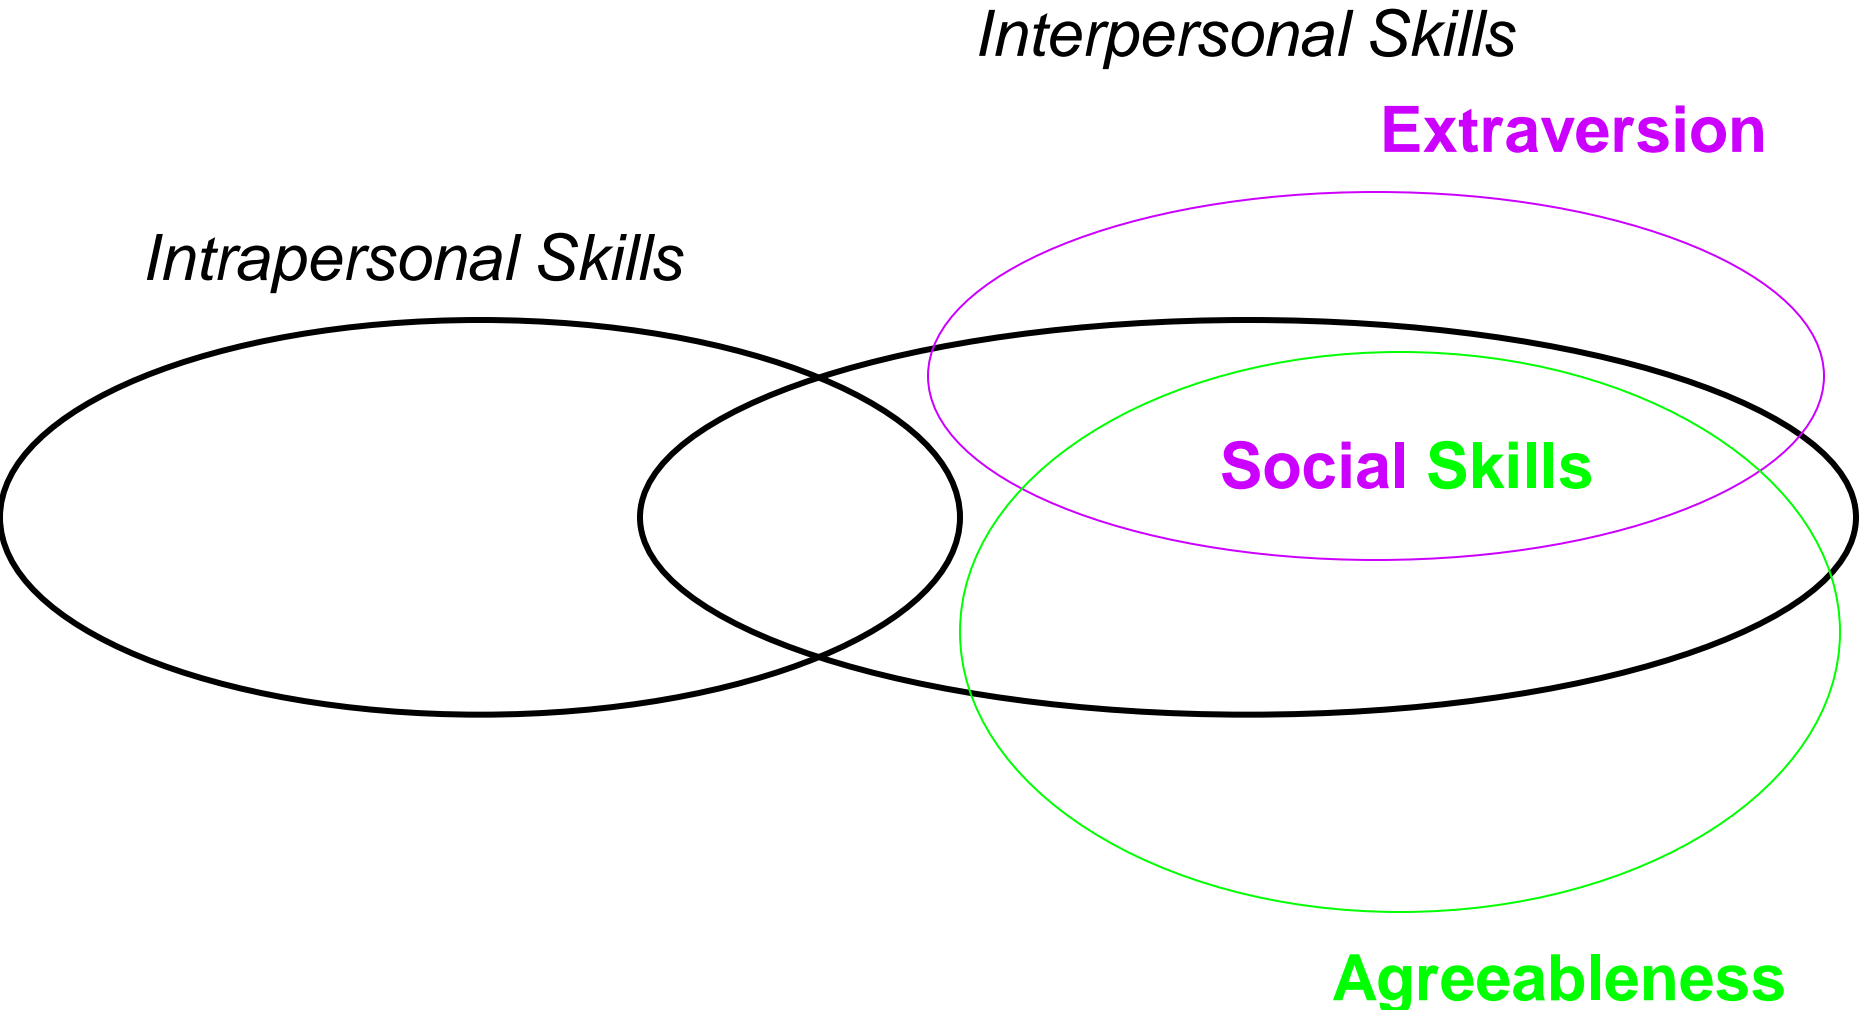 Interpersonal Skills
Extraversion
Intrapersonal Skills
Social Skills
Agreeableness